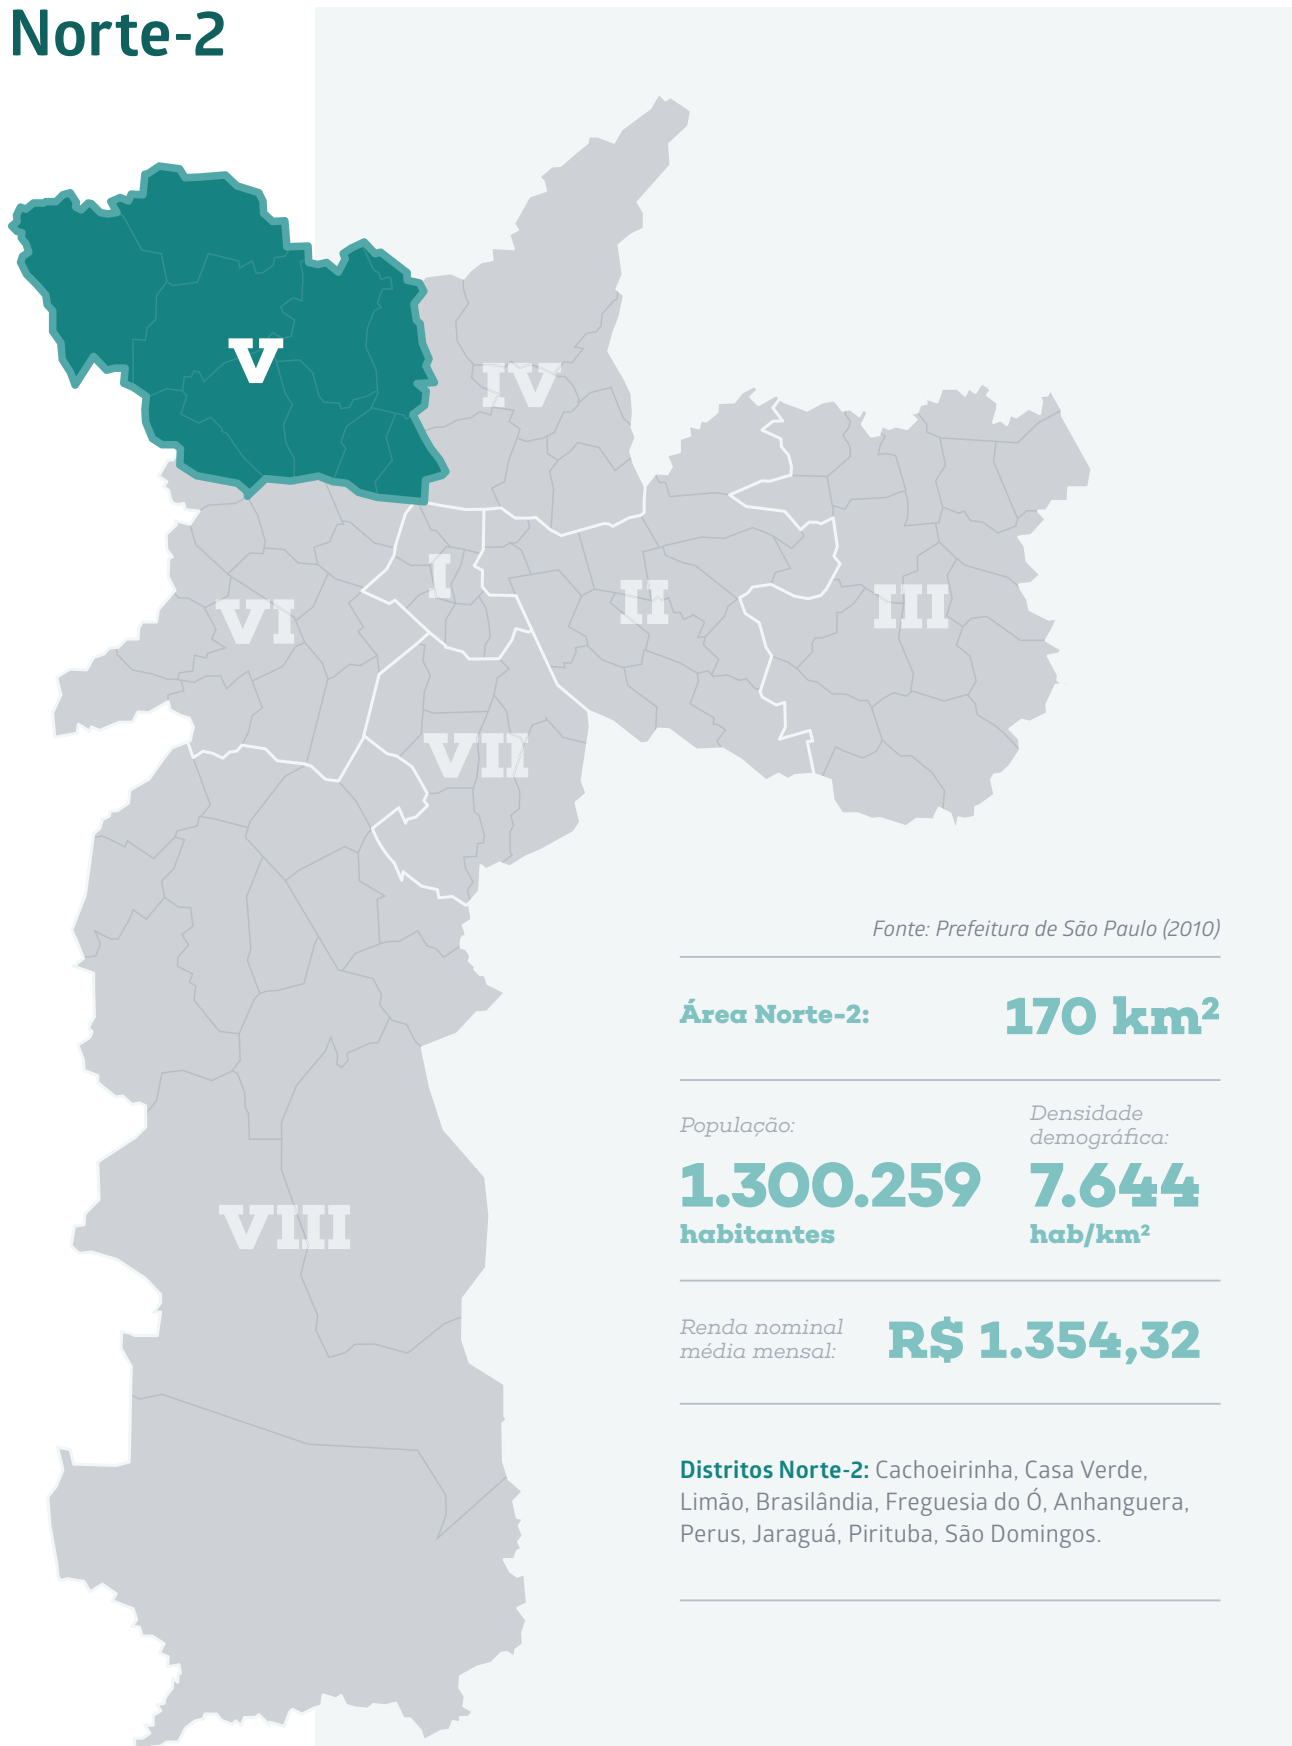 Norte-2
V
IV
I
II
III
VI
VII
VIII
Fonte: Prefeitura de São Paulo (2010)
Área Norte-2: 170 km²
População:
1.300.259
habitantes
Densidade
demográfica:
7.644
hab/km²
Renda nominal
média mensal:
R$ 1.354,32
Distritos Norte-2: Cachoeirinha, Casa Verde,
Limão, Brasilândia, Freguesia do Ó, Anhanguera,
Perus, Jaraguá, Pirituba, São Domingos.